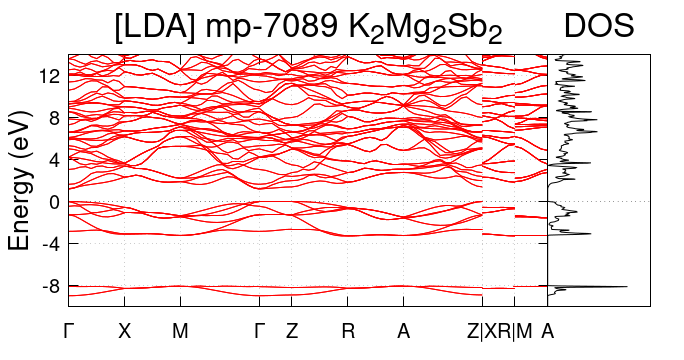 [LDA] mp-7089 K2Mg2Sb2 DOS
Energy (eV)
12
8
4
0
-4
-8
Γ X M Γ Z R A Z|XR|M A